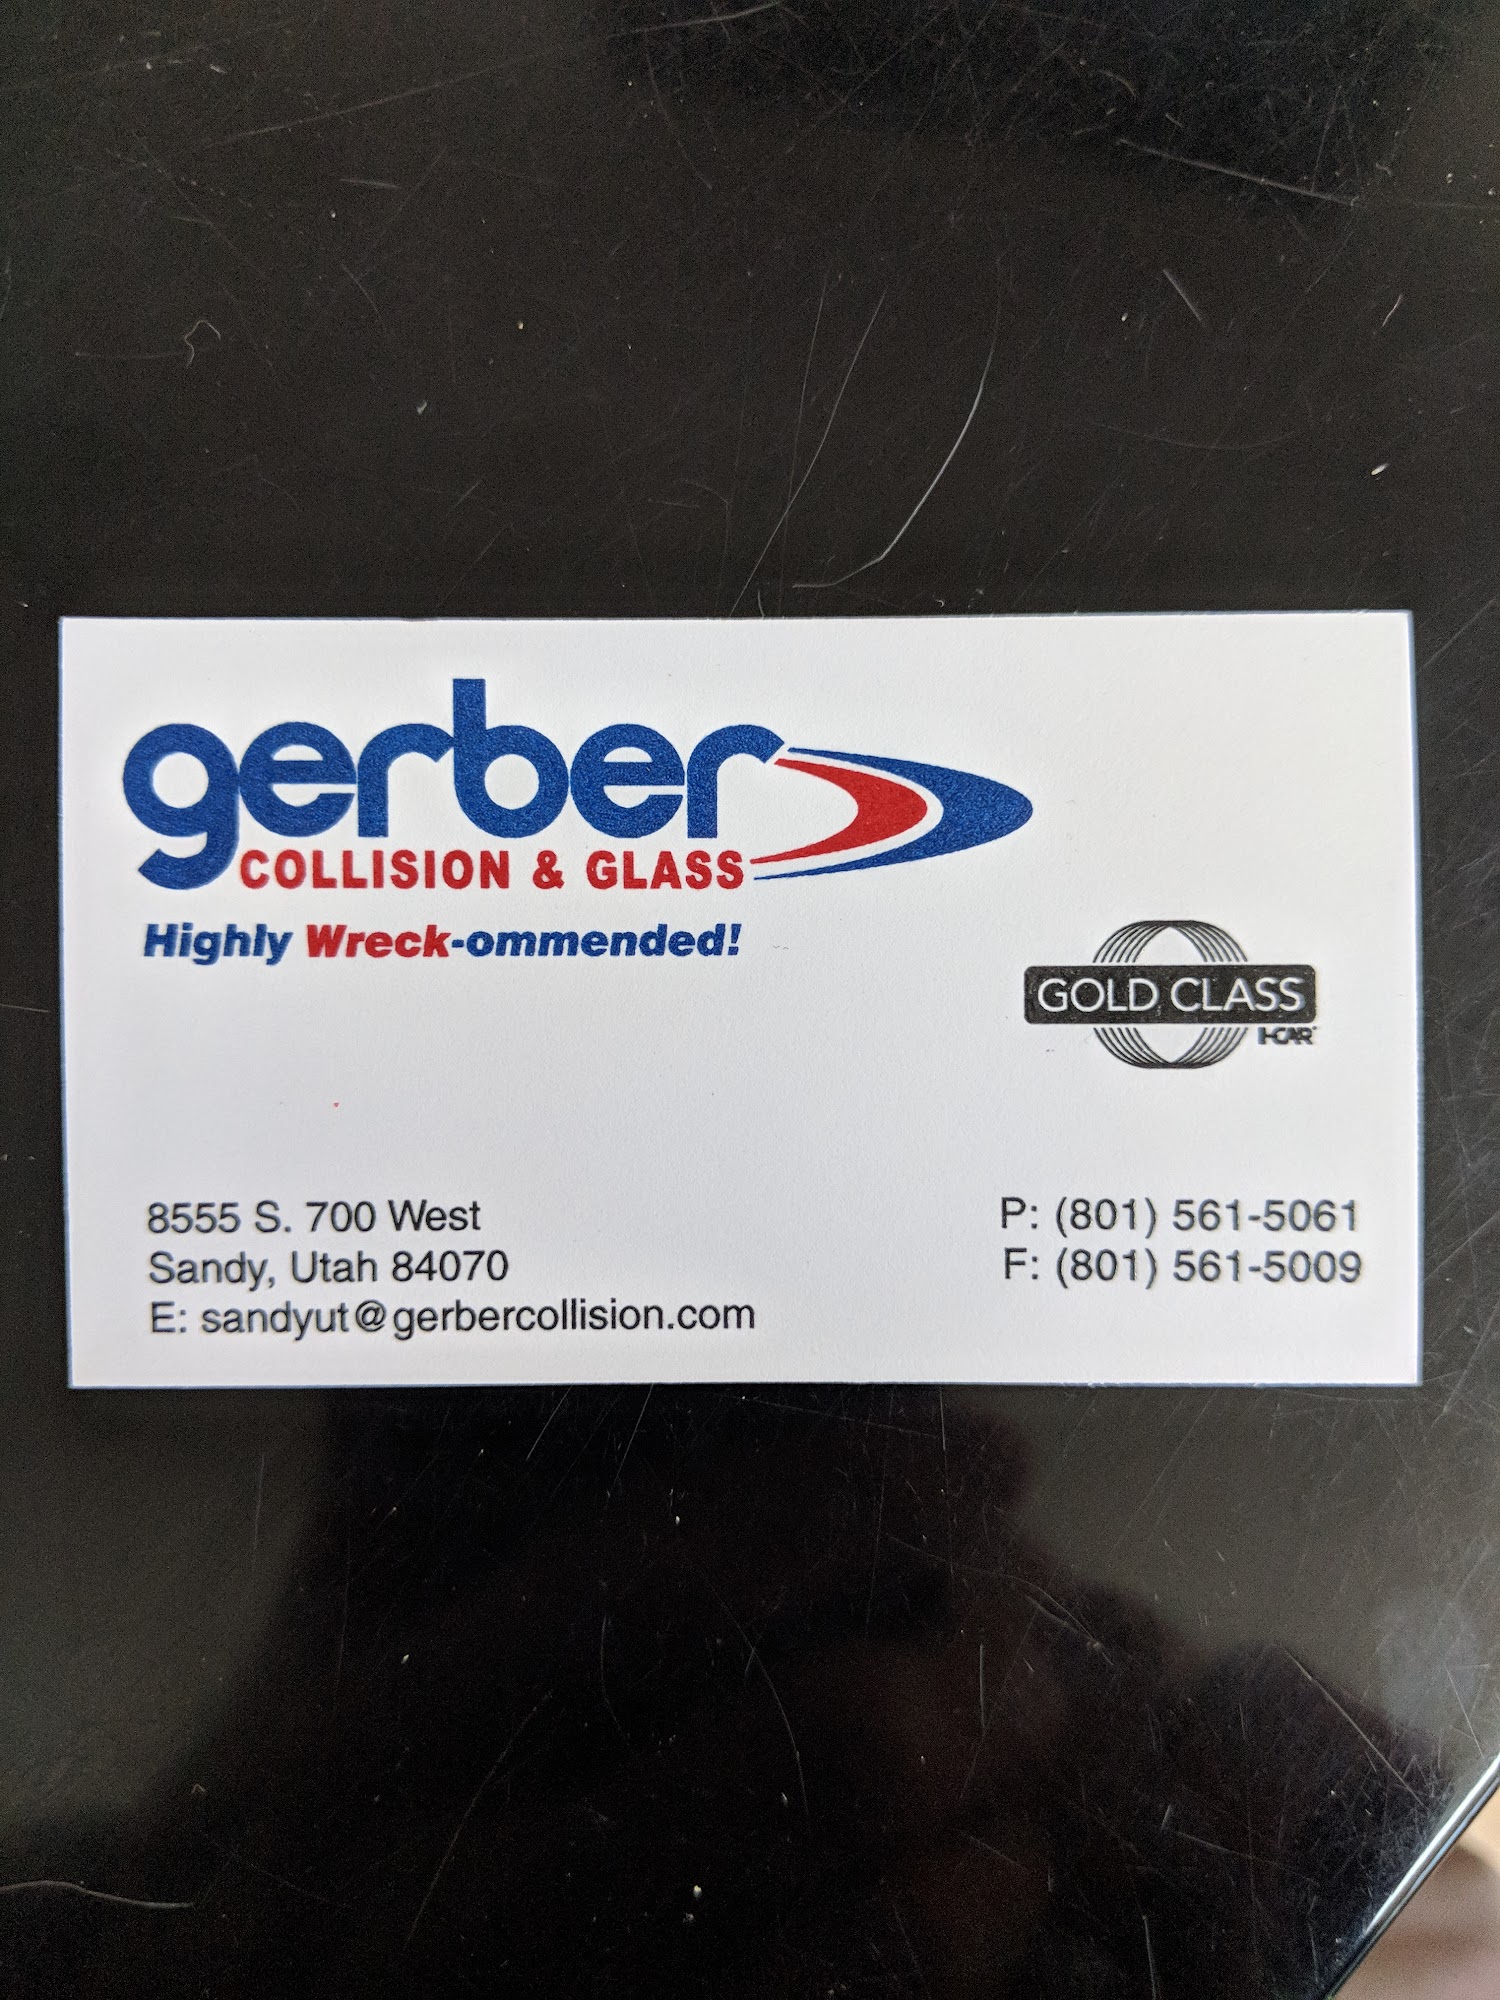 gerber
COLLISION & GLASS
Highly Wreck-ommended!
GOLD CLASS
I-CAR®
8555 S. 700 West
Sandy, Utah 84070
E: sandyut@gerbercollision.com
P: (801) 561-5061
F: (801) 561-5009